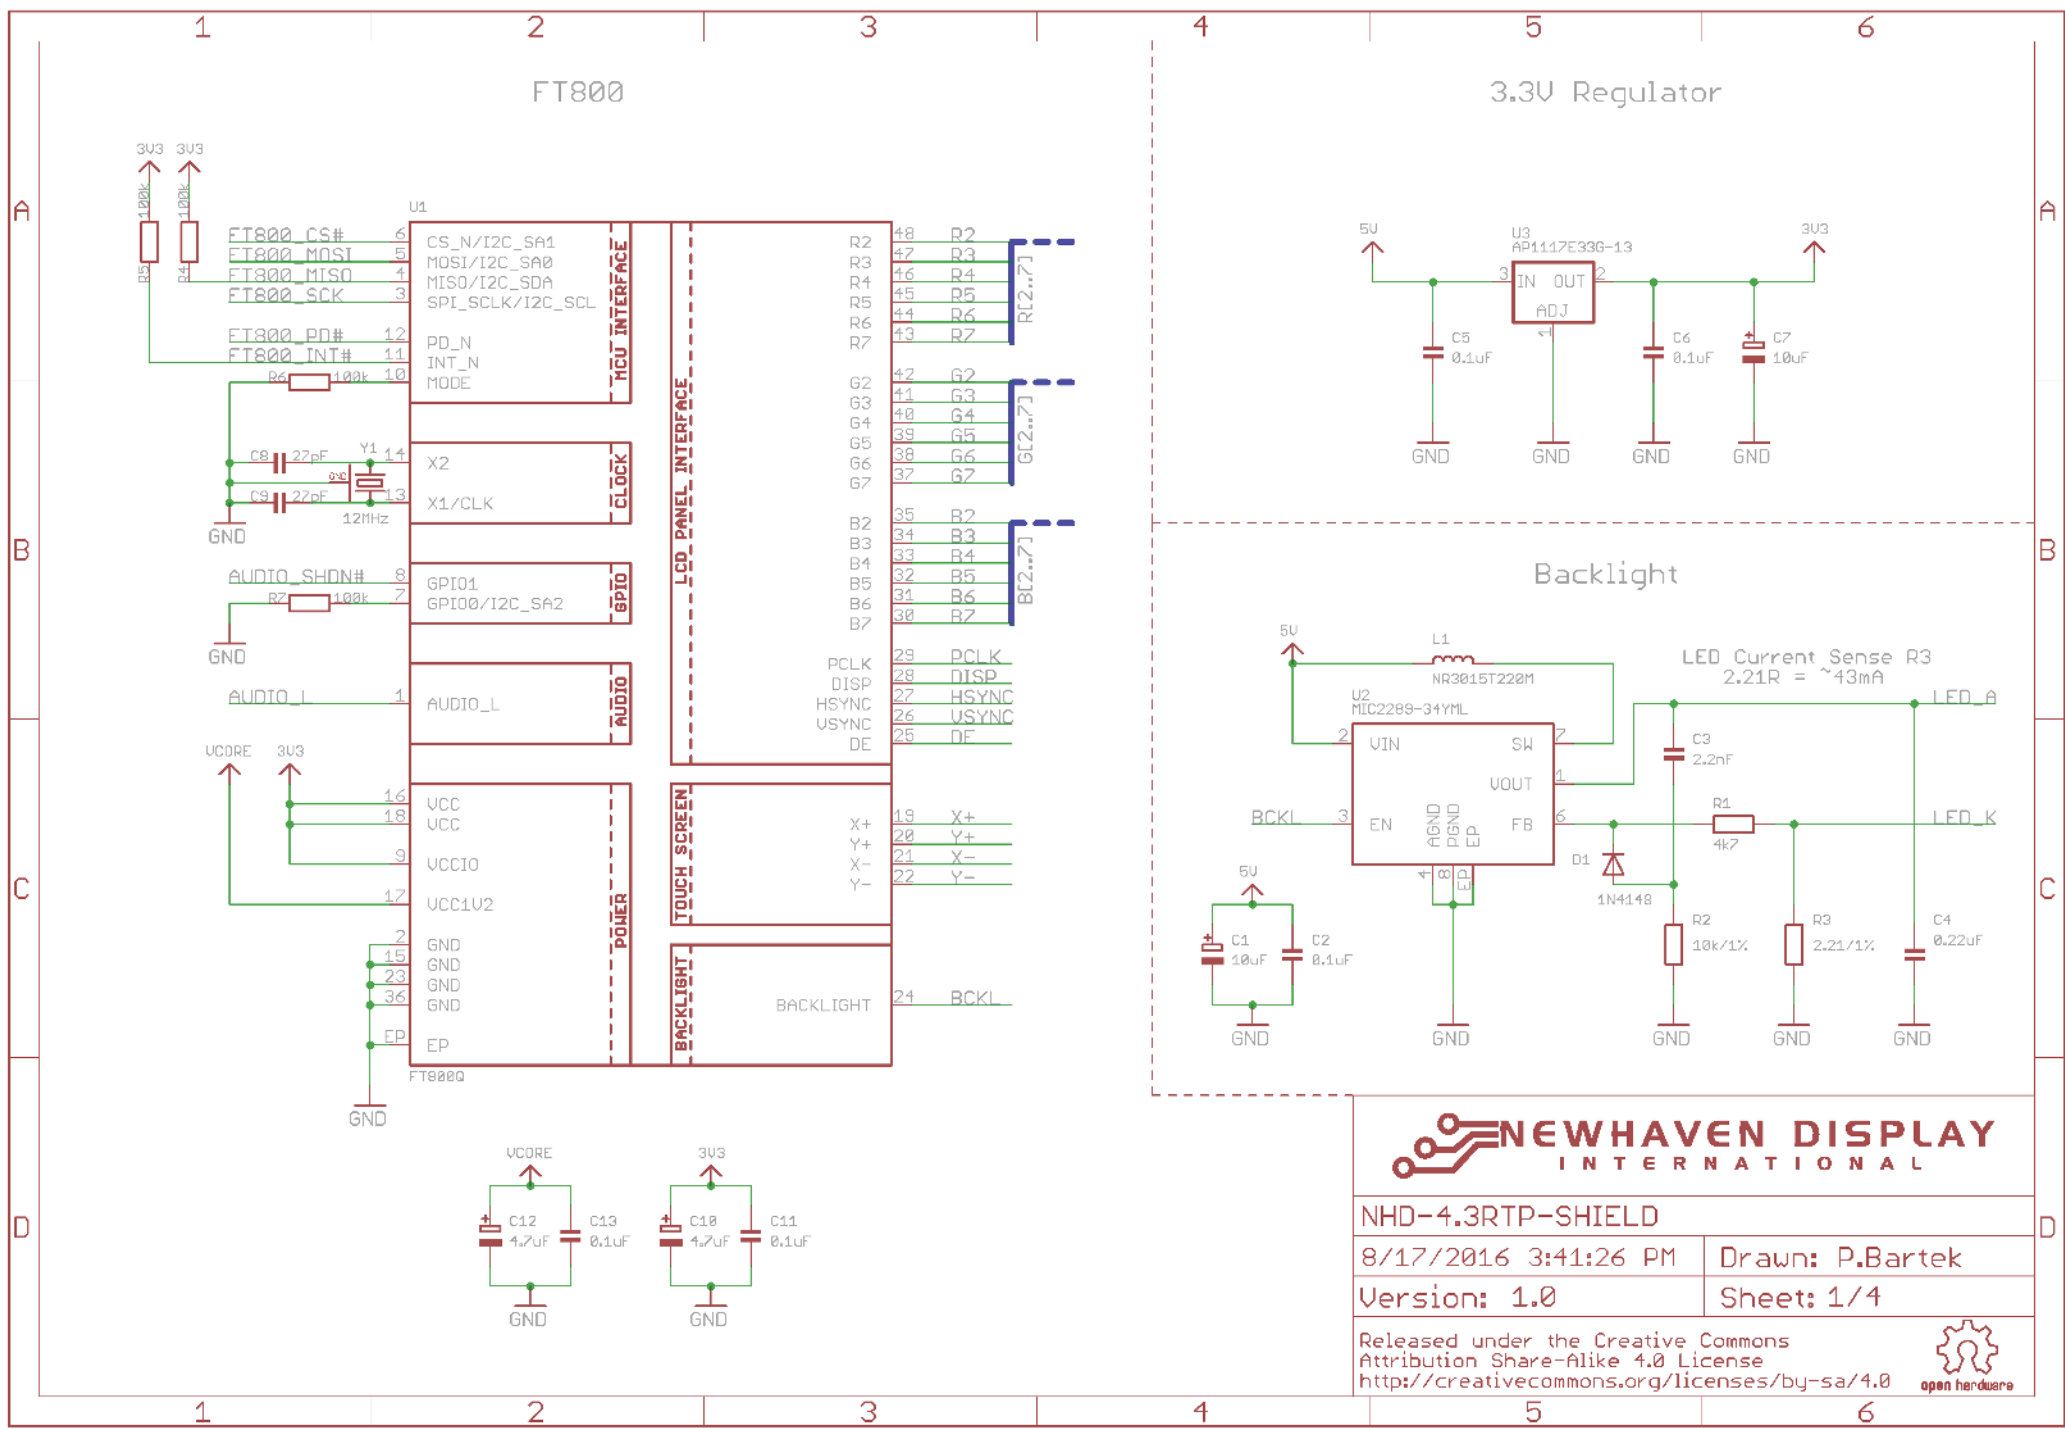 1 2 3 4 5 6
FT800
3V3 3V3
100k 100k
R5 R4
U1
FT800_CS# 6 CS_N/I2C_SA1
FT800_MOSI 5 MOSI/I2C_SA0
FT800_MISO 4 MISO/I2C_SDA
FT800_SCK 3 SPI_SCLK/I2C_SCL
FT800_PD# 12 PD_N
FT800_INT# 11 INT_N
R6 100k 10 MODE
MCU INTERFACE
C8 27pF Y1 14 X2
GND
C9 27pF 13 X1/CLK
12MHz
GND
CLOCK
AUDIO_SHDN# 8 GPIO1
R7 100k 7 GPIO0/I2C_SA2
GND
GPIO
AUDIO_L 1 AUDIO_L
AUDIO
VCORE 3V3
16 VCC
18 VCC
9 VCCIO
17 VCC1V2
2 GND
15 GND
23 GND
36 GND
EP EP
POWER
FT800Q
GND
LCD PANEL INTERFACE
R2 48 R2
R3 47 R3
R4 46 R4
R5 45 R5
R6 44 R6
R7 43 R7
R[2..7]
G2 42 G2
G3 41 G3
G4 40 G4
G5 39 G5
G6 38 G6
G7 37 G7
G[2..7]
B2 35 B2
B3 34 B3
B4 33 B4
B5 32 B5
B6 31 B6
B7 30 B7
B[2..7]
PCLK 29 PCLK
DISP 28 DISP
HSYNC 27 HSYNC
VSYNC 26 VSYNC
DE 25 DE
TOUCH SCREEN
X+ 19 X+
Y+ 20 Y+
X- 21 X-
Y- 22 Y-
BACKLIGHT
BACKLIGHT 24 BCKL
VCORE
C12 4.7uF
C13 0.1uF
GND
3V3
C10 4.7uF
C11 0.1uF
GND
3.3V Regulator
5V
U3
AP1117E33G-13
3V3
3 IN OUT 2
ADJ
1
C5 0.1uF
C6 0.1uF
C7 10uF
GND GND GND GND
Backlight
5V
L1
NR3015T220M
LED Current Sense R3
2.21R = ~43mA
U2
MIC2289-34YML
LED_A
2 VIN SW 7
VOUT 1
BCKL 3 EN FB 6
AGND PGND EP
4 8 EP
C3 2.2nF
R1
4k7
LED_K
D1
1N4148
5V
C1 10uF
C2 0.1uF
R2 10k/1%
R3 2.21/1%
C4 0.22uF
GND GND GND GND GND
NEWHAVEN DISPLAY
INTERNATIONAL
NHD-4.3RTP-SHIELD
8/17/2016 3:41:26 PM Drawn: P.Bartek
Version: 1.0 Sheet: 1/4
Released under the Creative Commons
Attribution Share-Alike 4.0 License
http://creativecommons.org/licenses/by-sa/4.0
open hardware
A A
B B
C C
D D
1 2 3 4 5 6